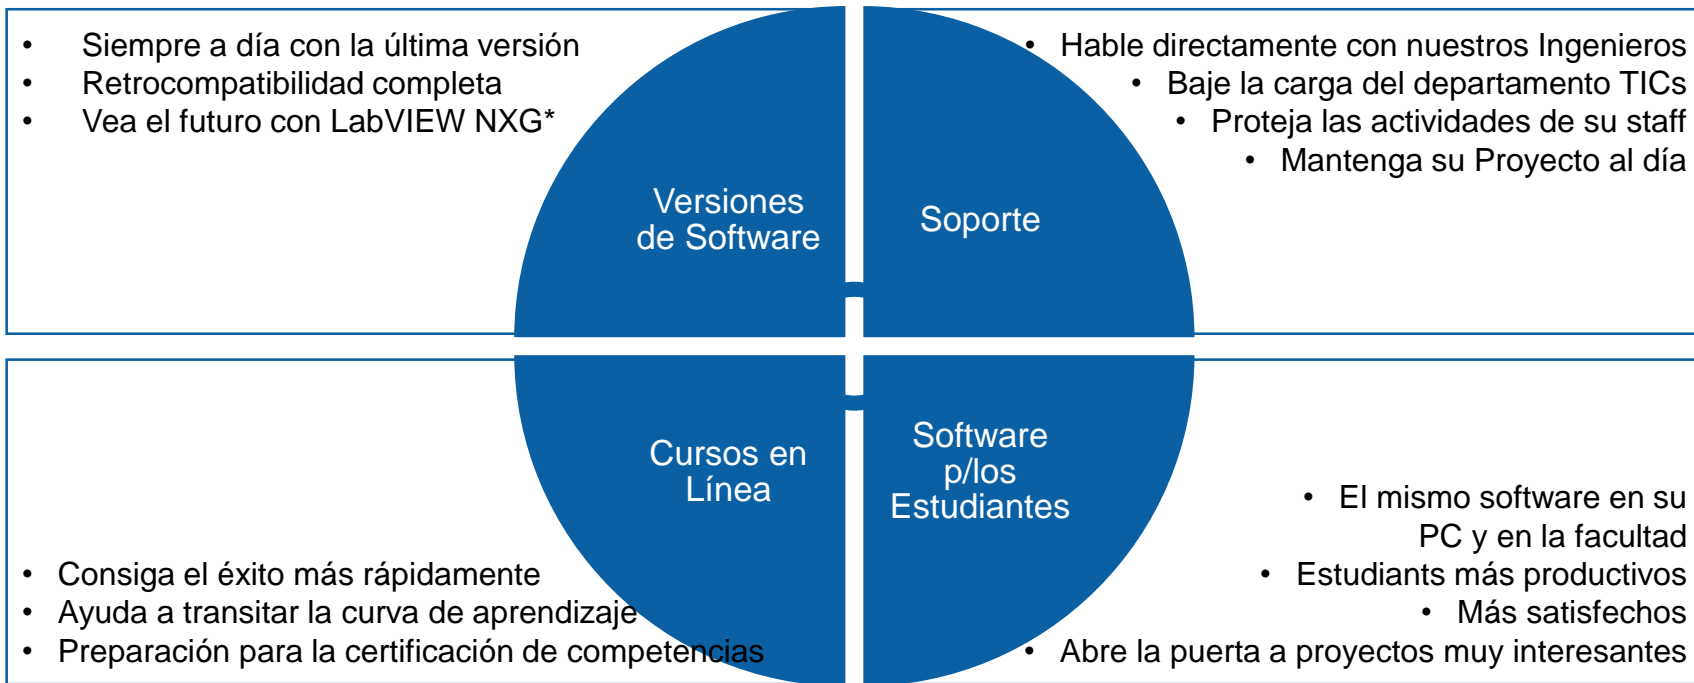 • Siempre a día con la última versión
• Retrocompatibilidad completa
• Vea el futuro con LabVIEW NXG*
Versiones
de Software
• Hable directamente con nuestros Ingenieros
• Baje la carga del departamento TICs
• Proteja las actividades de su staff
• Mantenga su Proyecto al día
Soporte
Cursos en
Línea
• Consiga el éxito más rápidamente
• Ayuda a transitar la curva de aprendizaje
• Preparación para la certificación de competencias
Software
p/los
Estudiantes
• El mismo software en su
PC y en la facultad
• Estudiants más productivos
• Más satisfechos
• Abre la puerta a proyectos muy interesantes